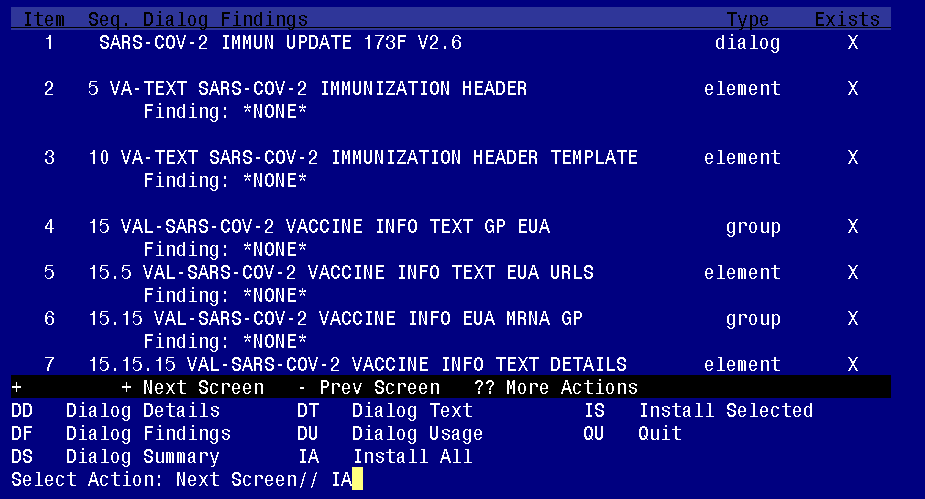 Item Seq. Dialog Findings Type Exists
1 SARS-COV-2 IMMUN UPDATE 173F V2.6 dialog X
2 5 VA-TEXT SARS-COV-2 IMMUNIZATION HEADER element X
Finding: *NONE*
3 10 VA-TEXT SARS-COV-2 IMMUNIZATION HEADER TEMPLATE element X
Finding: *NONE*
4 15 VAL-SARS-COV-2 VACCINE INFO TEXT GP EUA group X
Finding: *NONE*
5 15.5 VAL-SARS-COV-2 VACCINE INFO TEXT EUA URLS element X
Finding: *NONE*
6 15.15 VAL-SARS-COV-2 VACCINE INFO EUA MRNA GP group X
Finding: *NONE*
7 15.15.15 VAL-SARS-COV-2 VACCINE INFO TEXT DETAILS element X
+ + Next Screen - Prev Screen ?? More Actions
DD Dialog Details DT Dialog Text IS Install Selected
DF Dialog Findings DU Dialog Usage QU Quit
DS Dialog Summary IA Install All
Select Action: Next Screen// IA